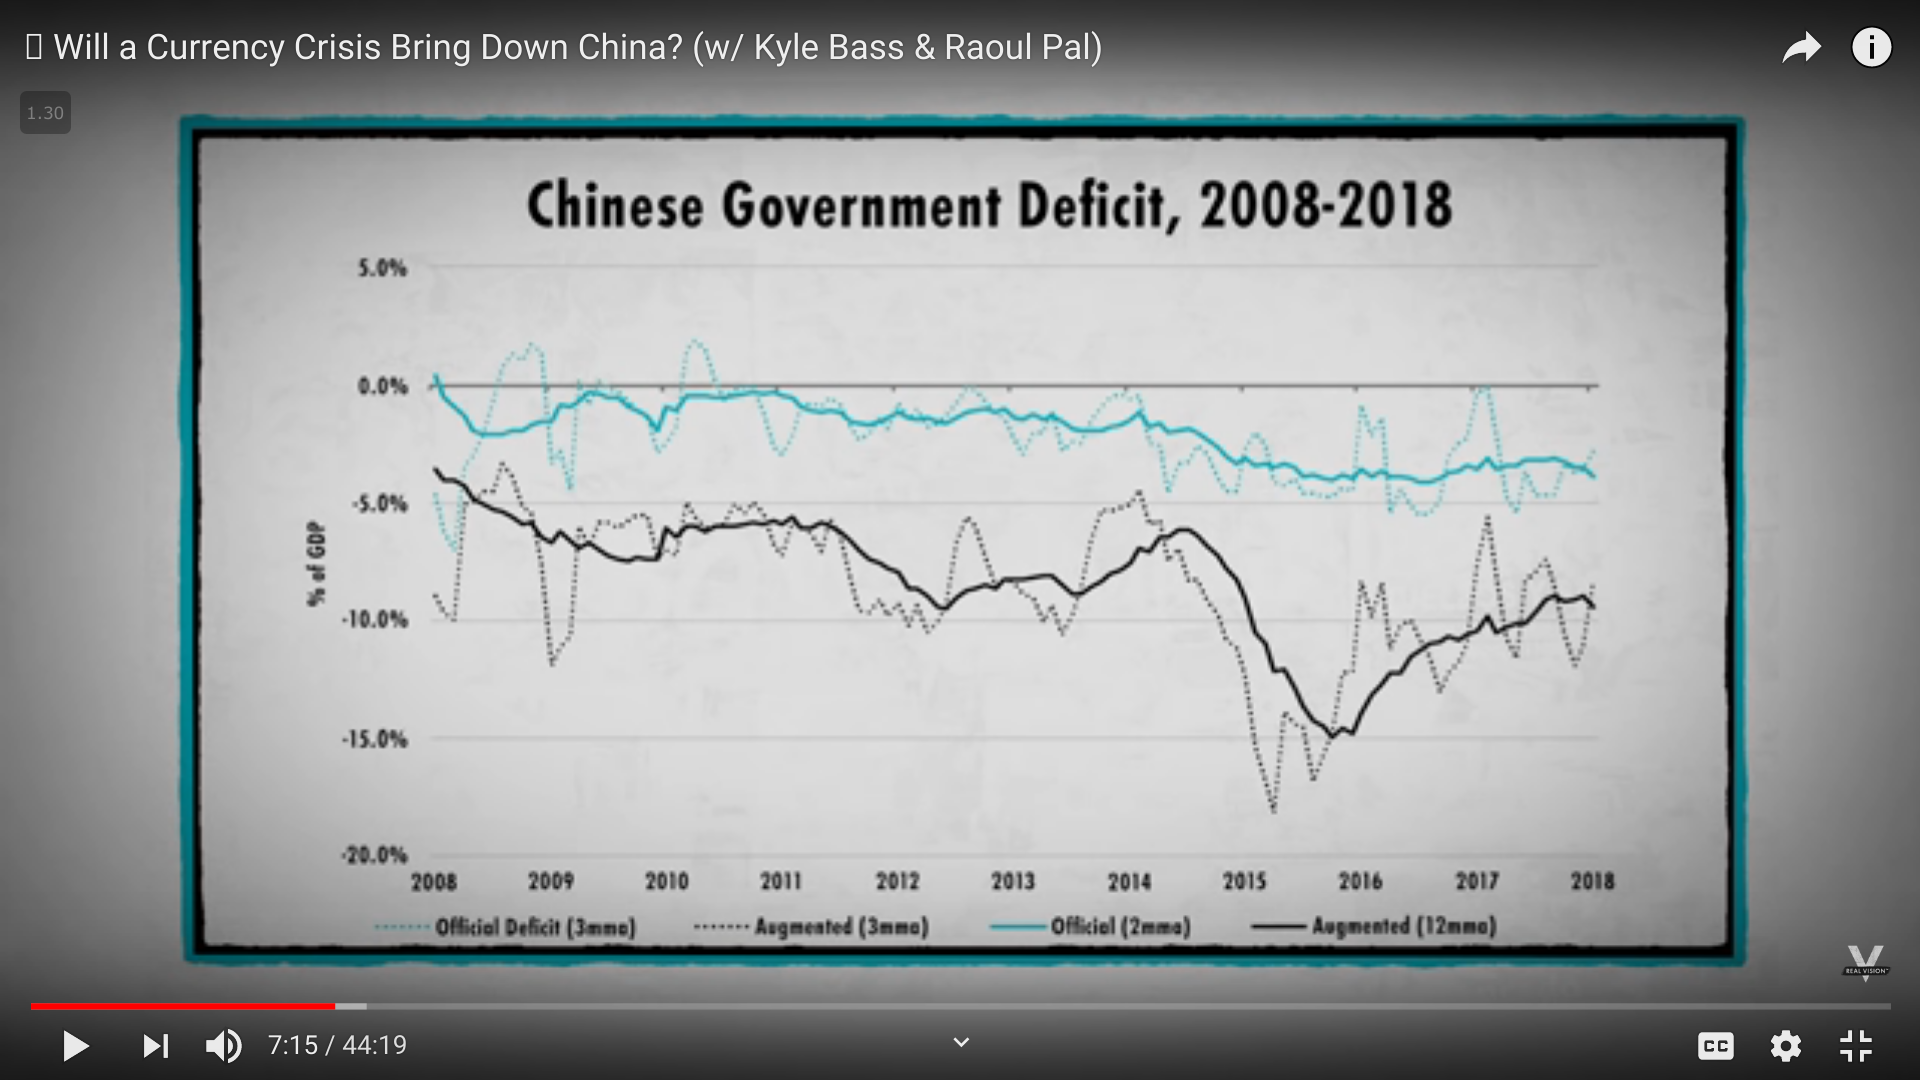 Will a Currency Crisis Bring Down China? (w/ Kyle Bass & Raoul Pal)
1.30
Chinese Government Deficit, 2008-2018
5.0%
0.0%
-5.0%
% of GDP
-10.0%
-15.0%
-20.0%
2008 2009 2010 2011 2012 2013 2014 2015 2016 2017 2018
Official Deficit (3mma) Augmented (3mma) Official (2mma) Augmented (12mma)
V
REAL VISION
7:15 / 44:19
CC